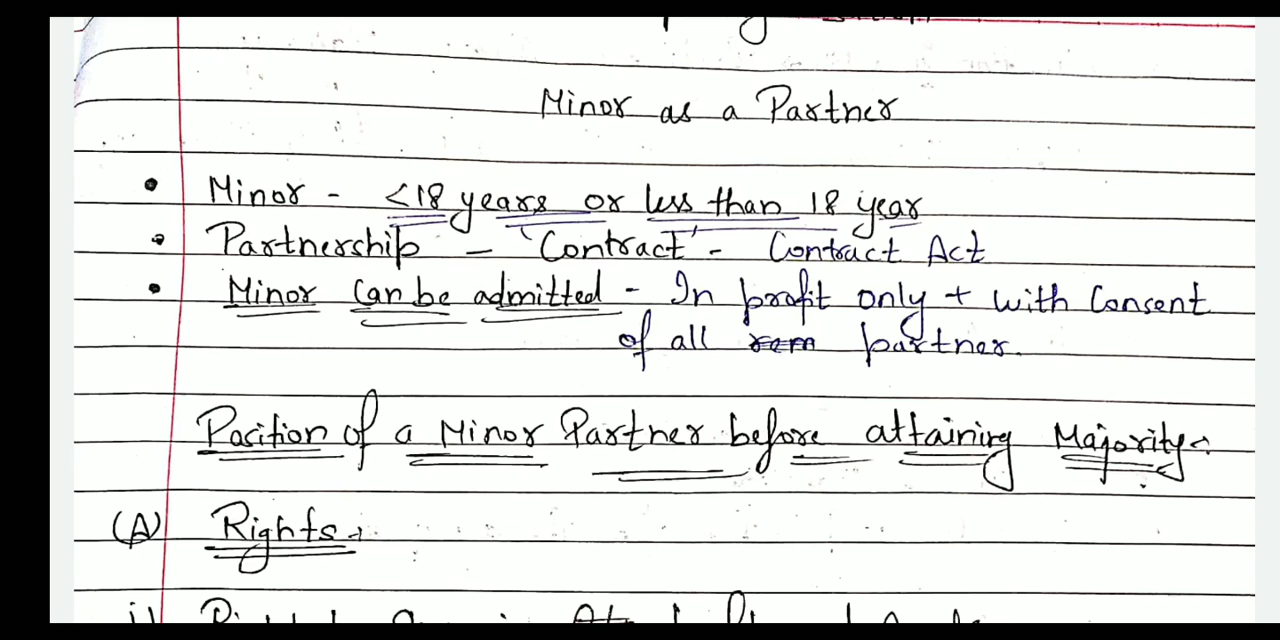 Minor as a Partner
• Minor - <18 years or less than 18 year
• Partnership - 'Contract' - Contract Act
• Minor can be admitted - In profit only + with Consent
of all rem partner.
Position of a Minor Partner before attaining Majority:-
(A) Rights:-
i)